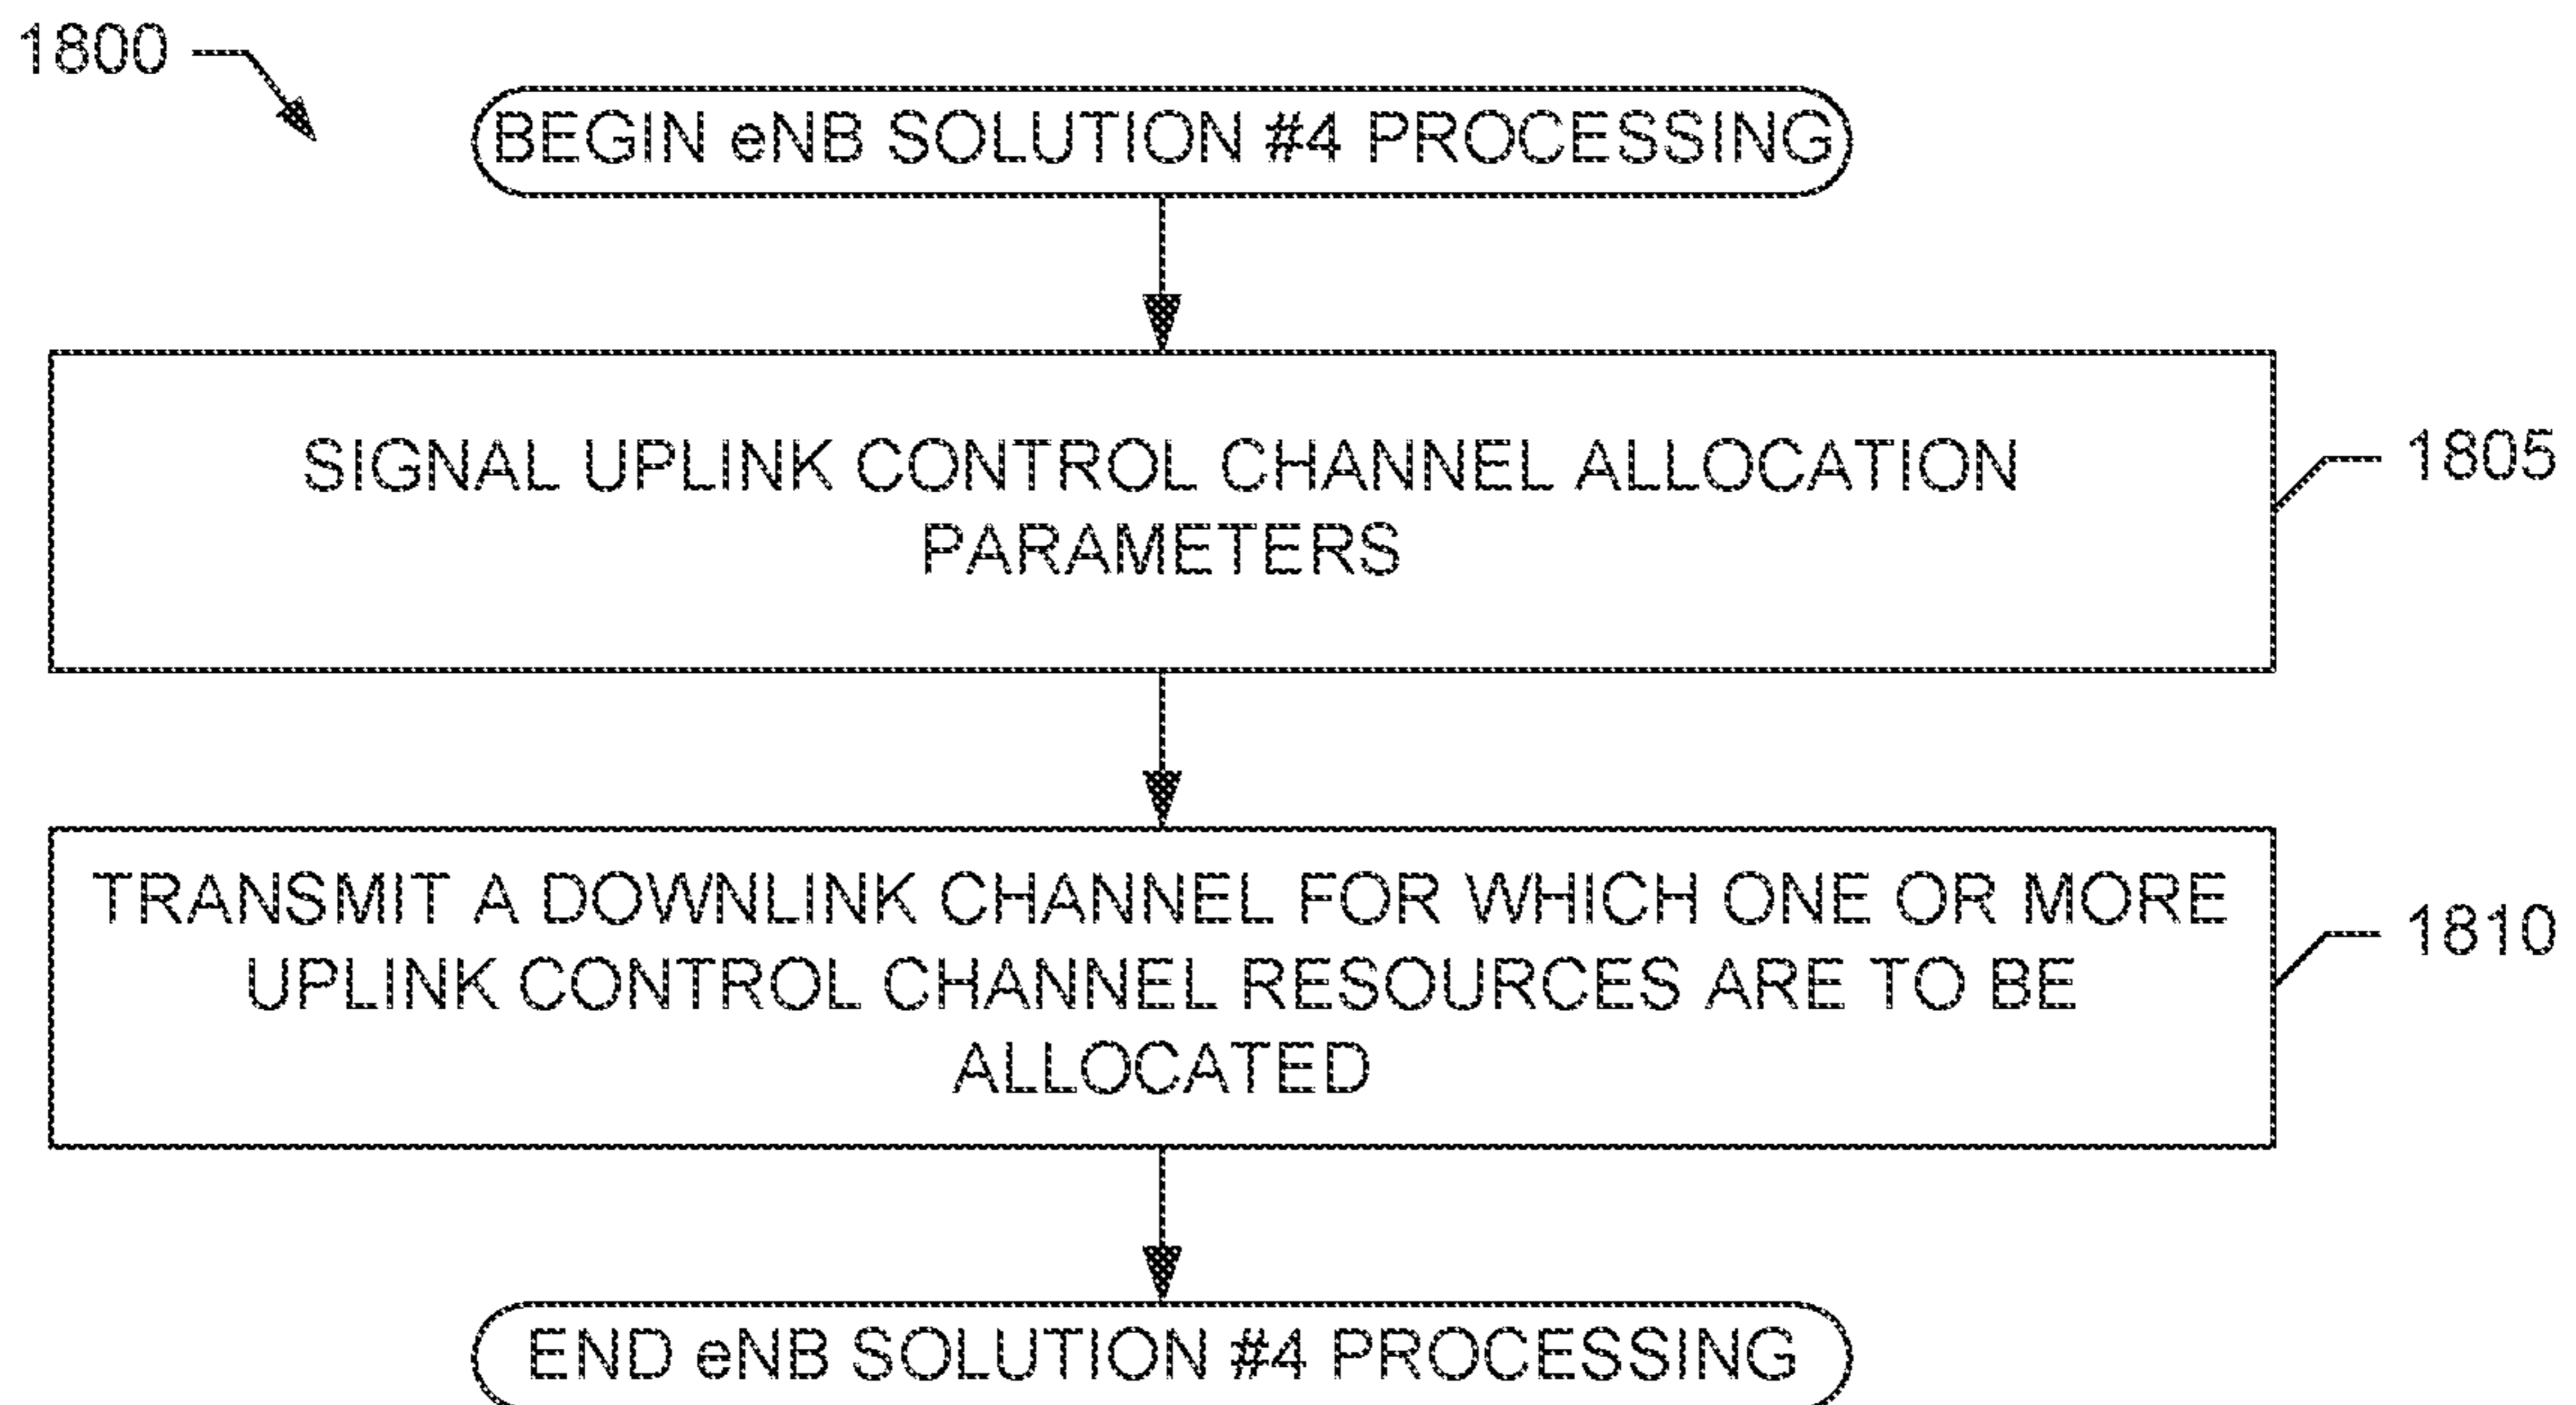 1800
BEGIN eNB SOLUTION #4 PROCESSING
SIGNAL UPLINK CONTROL CHANNEL ALLOCATION
PARAMETERS
1805
TRANSMIT A DOWNLINK CHANNEL FOR WHICH ONE OR MORE
UPLINK CONTROL CHANNEL RESOURCES ARE TO BE
ALLOCATED
1810
END eNB SOLUTION #4 PROCESSING